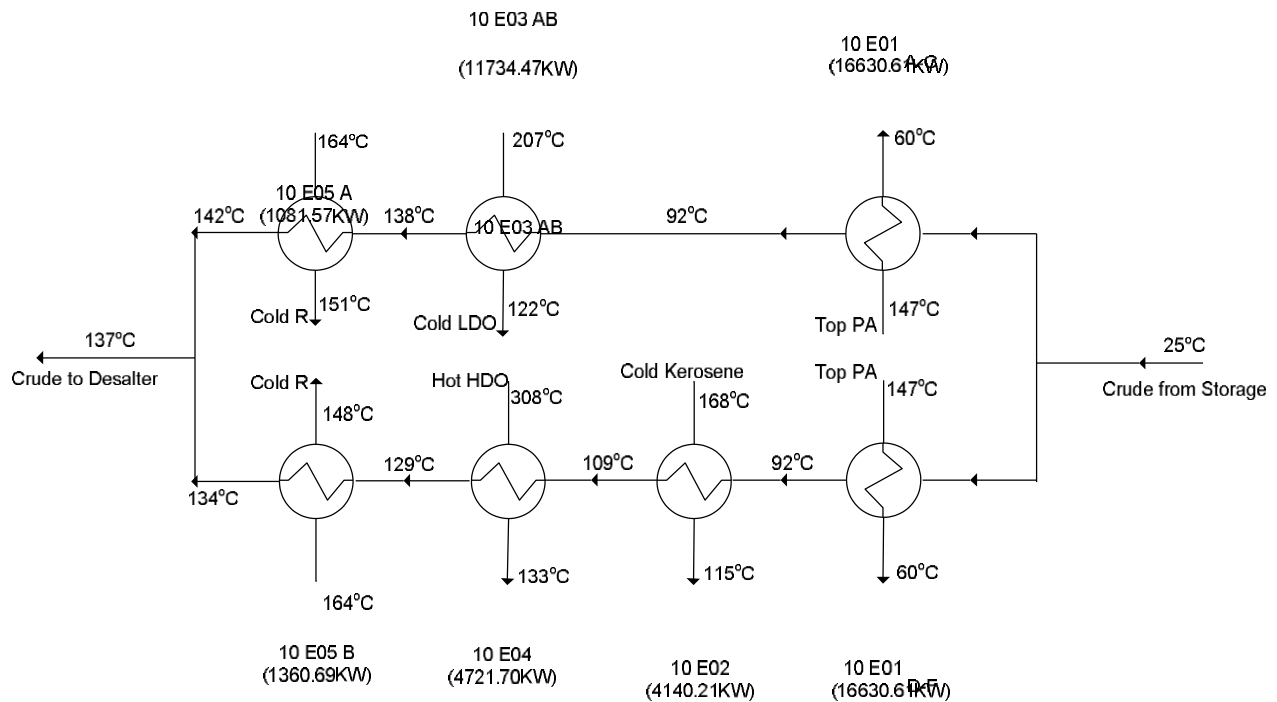 10 E03 AB
(11734.47KW)
10 E01
A-C
(16630.61KW)
164°C
207°C
60°C
10 E05 A
(1081.57KW)
142°C
138°C
10 E03 AB
92°C
151°C
122°C
147°C
Cold R
Cold LDO
Top PA
137°C
25°C
Crude to Desalter
Crude from Storage
Cold R
Hot HDO
Cold Kerosene
Top PA
148°C
308°C
168°C
147°C
129°C
109°C
92°C
134°C
164°C
133°C
115°C
60°C
10 E05 B
(1360.69KW)
10 E04
(4721.70KW)
10 E02
(4140.21KW)
10 E01
D-F
(16630.61KW)